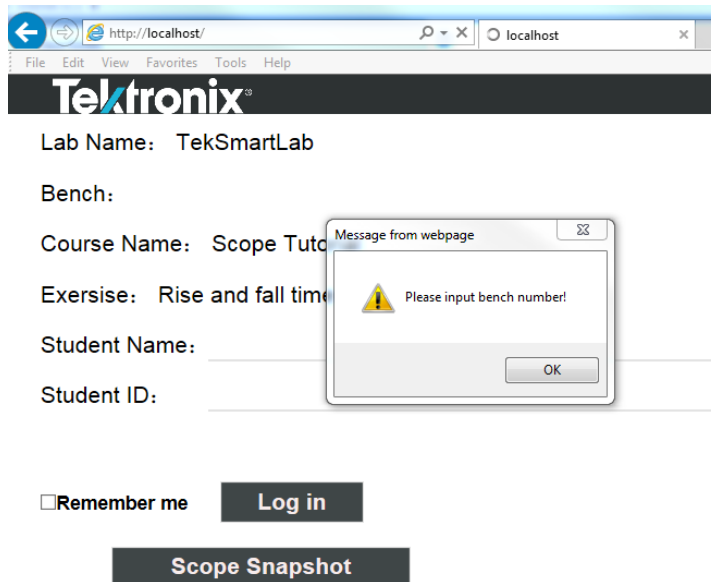 http://localhost/
localhost
File Edit View Favorites Tools Help
Tektronix®
Lab Name： TekSmartLab
Bench：
Course Name： Scope Tuto
Message from webpage
Please input bench number!
OK
Exersise： Rise and fall time
Student Name：
Student ID：
Remember me
Log in
Scope Snapshot